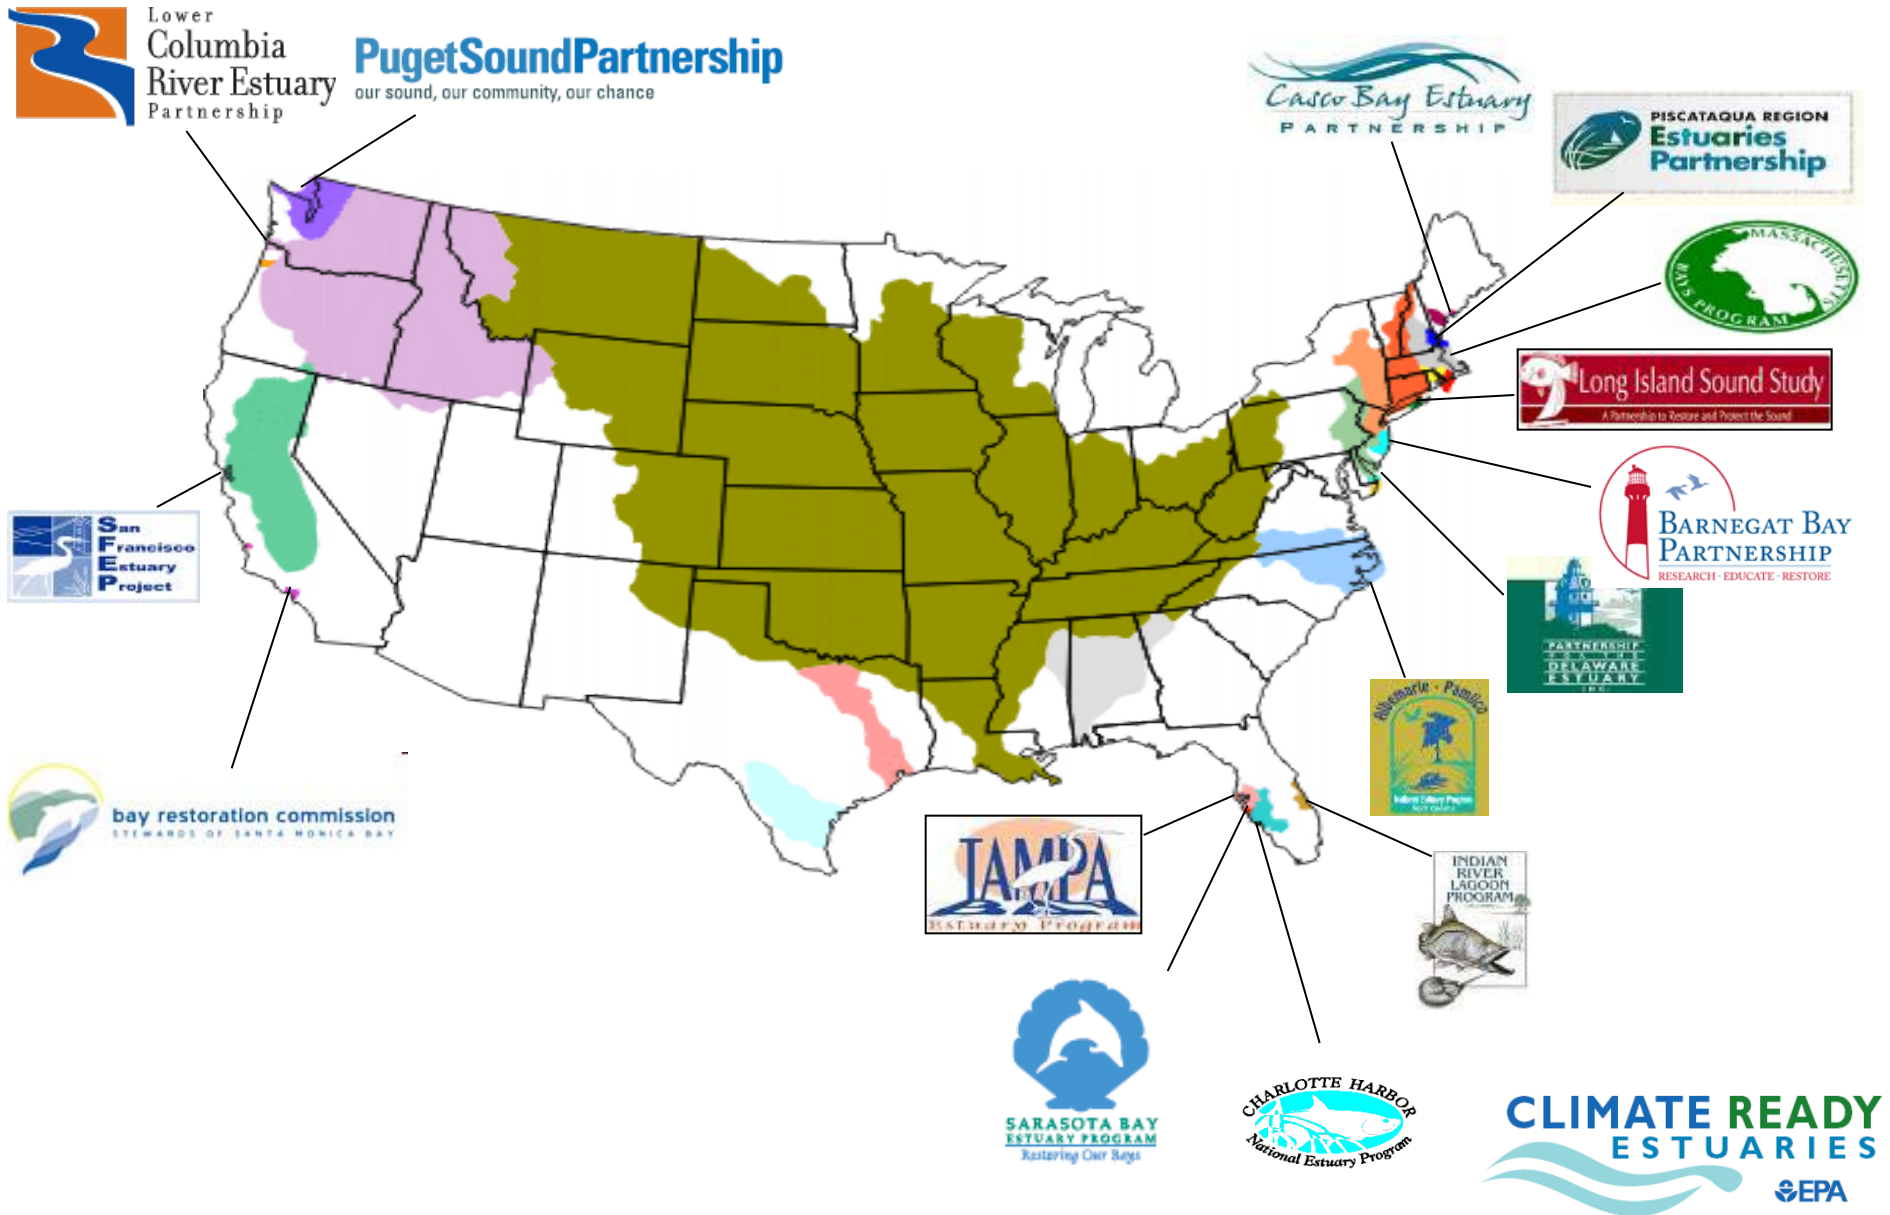 Lower
Columbia
River Estuary
Partnership
PugetSoundPartnership
our sound, our community, our chance
Casco Bay Estuary
PARTNERSHIP
PISCATAQUA REGION
Estuaries
Partnership
MASSACHUSETTS
BAYS PROGRAM
Long Island Sound Study
A Partnership to Restore and Protect the Sound
BARNEGAT BAY
PARTNERSHIP
RESEARCH · EDUCATE · RESTORE
San
Francisco
Estuary
Project
PARTNERSHIP
FOR THE
DELAWARE
ESTUARY
INC.
Albemarle - Pamlico
National Estuary Program
bay restoration commission
STEWARDS OF SANTA MONICA BAY
TAMPA
Estuary Program
INDIAN
RIVER
LAGOON
PROGRAM
SARASOTA BAY
ESTUARY PROGRAM
Restoring Our Bays
CHARLOTTE HARBOR
National Estuary Program
CLIMATE READY
ESTUARIES
EPA